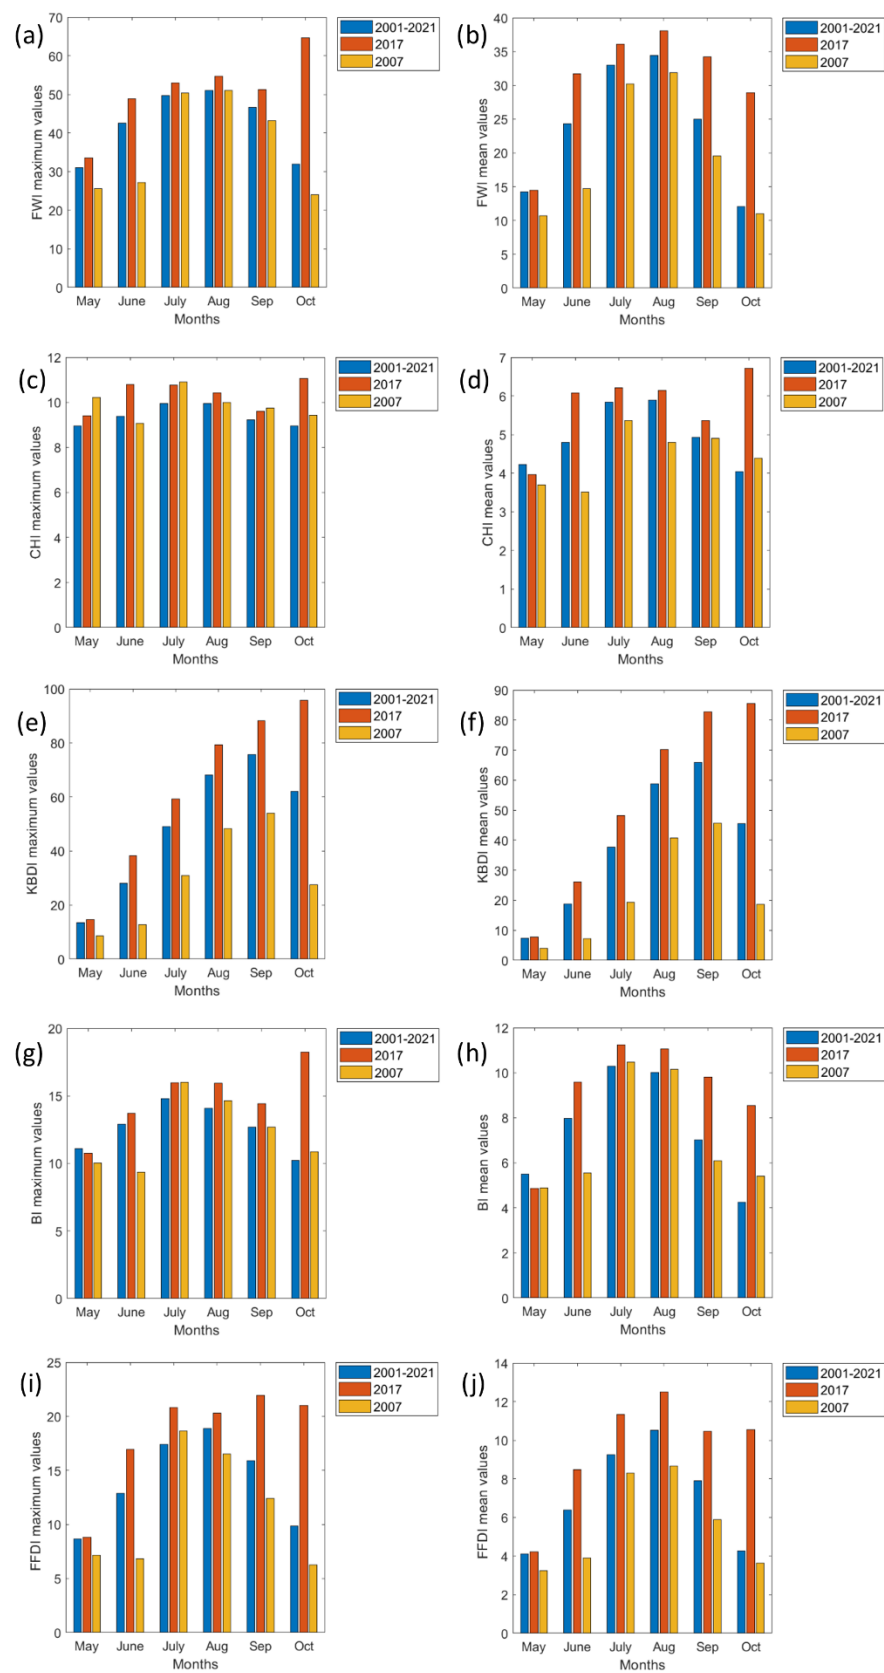 (a)
70
60
50
40
30
20
10
0
FWI maximum values
May June July Aug Sep Oct
Months
2001-2021
2017
2007
(b)
40
35
30
25
20
15
10
5
0
FWI mean values
May June July Aug Sep Oct
Months
2001-2021
2017
2007
(c)
12
10
8
6
4
2
0
CHI maximum values
May June July Aug Sep Oct
Months
2001-2021
2017
2007
(d)
7
6
5
4
3
2
1
0
CHI mean values
May June July Aug Sep Oct
Months
2001-2021
2017
2007
(e)
100
80
60
40
20
0
KBDI maximum values
May June July Aug Sep Oct
Months
2001-2021
2017
2007
(f)
90
80
70
60
50
40
30
20
10
0
KBDI mean values
May June July Aug Sep Oct
Months
2001-2021
2017
2007
(g)
20
15
10
5
0
BI maximum values
May June July Aug Sep Oct
Months
2001-2021
2017
2007
(h)
12
10
8
6
4
2
0
BI mean values
May June July Aug Sep Oct
Months
2001-2021
2017
2007
(i)
25
20
15
10
5
0
FFDI maximum values
May June July Aug Sep Oct
Months
2001-2021
2017
2007
(j)
14
12
10
8
6
4
2
0
FFDI mean values
May June July Aug Sep Oct
Months
2001-2021
2017
2007